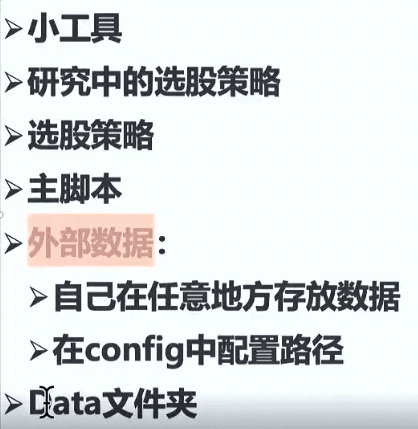 ➢小工具
➢研究中的选股策略
➢选股策略
➢主脚本
➢外部数据：
➢自己在任意地方存放数据
➢在config中配置路径
➢Data文件夹